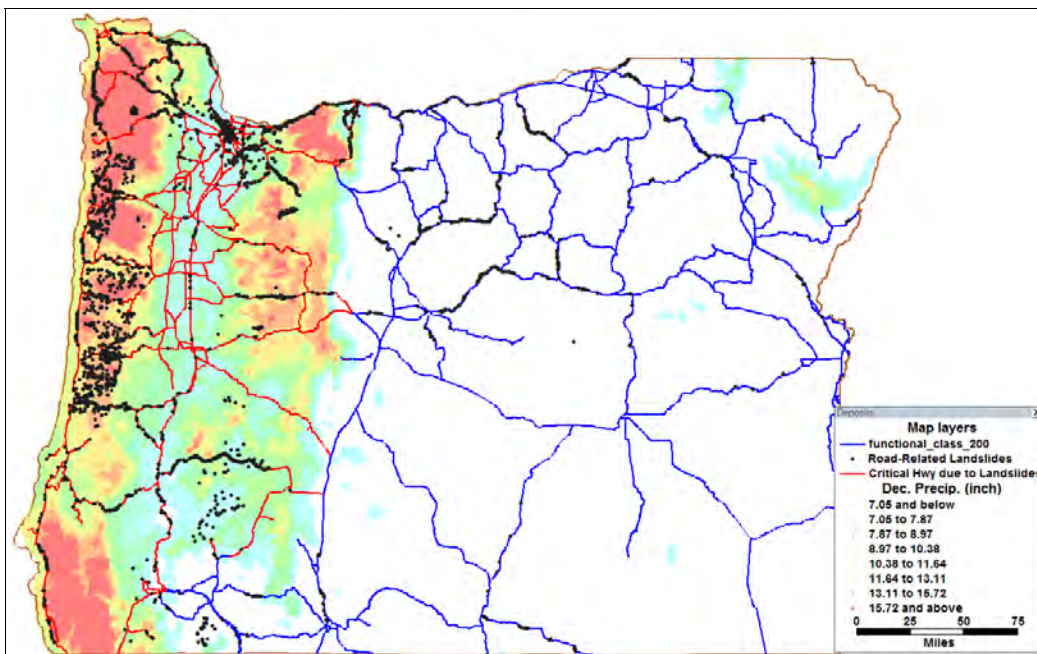 Deposits
Map layers
functional_class_200
Road-Related Landslides
Critical Hwy due to Landslides
Dec. Precip. (inch)
7.05 and below
7.05 to 7.87
7.87 to 8.97
8.97 to 10.38
10.38 to 11.64
11.64 to 13.11
13.11 to 15.72
15.72 and above
0 25 50 75
Miles